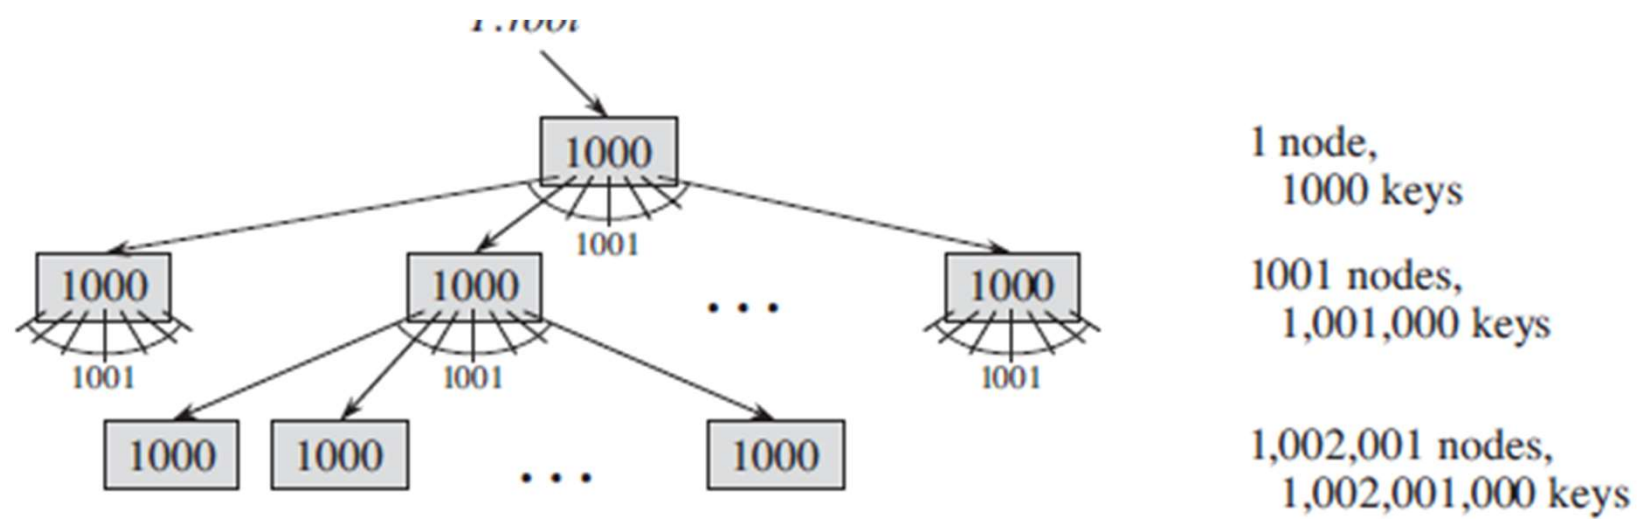 1000
1 node,
1000 keys
1001
1000 1000 ... 1000
1001 nodes,
1,001,000 keys
1001 1001 1001
1000 1000 ... 1000
1,002,001 nodes,
1,002,001,000 keys